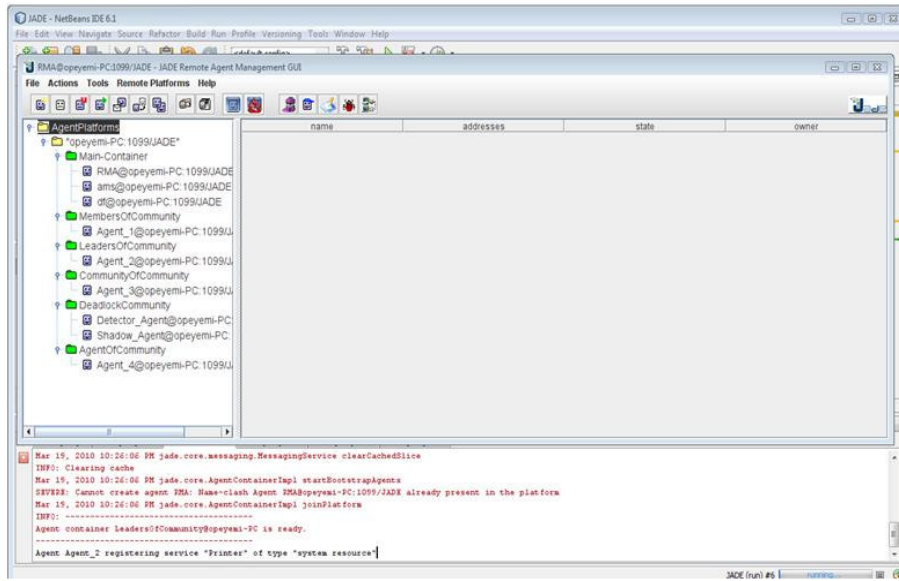 JADE - NetBeans IDE 6.1
File Edit View Navigate Source Refactor Build Run Profile Versioning Tools Window Help
RMA@opeyemi-PC:1099/JADE - JADE Remote Agent Management GUI
File Actions Tools Remote Platforms Help
name addresses state owner
AgentPlatforms
"opeyemi-PC:1099/JADE"
Main-Container
RMA@opeyemi-PC:1099/JADE
ams@opeyemi-PC:1099/JADE
df@opeyemi-PC:1099/JADE
MembersOfCommunity
Agent_1@opeyemi-PC:1099/J
LeadersOfCommunity
Agent_2@opeyemi-PC:1099/J
CommunityOfCommunity
Agent_3@opeyemi-PC:1099/J
DeadlockCommunity
Detector_Agent@opeyemi-PC
Shadow_Agent@opeyemi-PC:
AgentOfCommunity
Agent_4@opeyemi-PC:1099/J
Mar 19, 2010 10:26:06 PM jade.core.messaging.MessagingService clearCachedSlice
INFO: Clearing cache
Mar 19, 2010 10:26:06 PM jade.core.AgentContainerImpl startBootstrapAgents
SEVERE: Cannot create agent RMA: Name-clash Agent RMA@opeyemi-PC:1099/JADE already present in the platform
Mar 19, 2010 10:26:06 PM jade.core.AgentContainerImpl joinPlatform
INFO: --------------------------------------
Agent container LeadersOfCommunity@opeyemi-PC is ready.
--------------------------------------------
Agent Agent_2 registering service "Printer" of type "system resource"
JADE (run) #6 running...